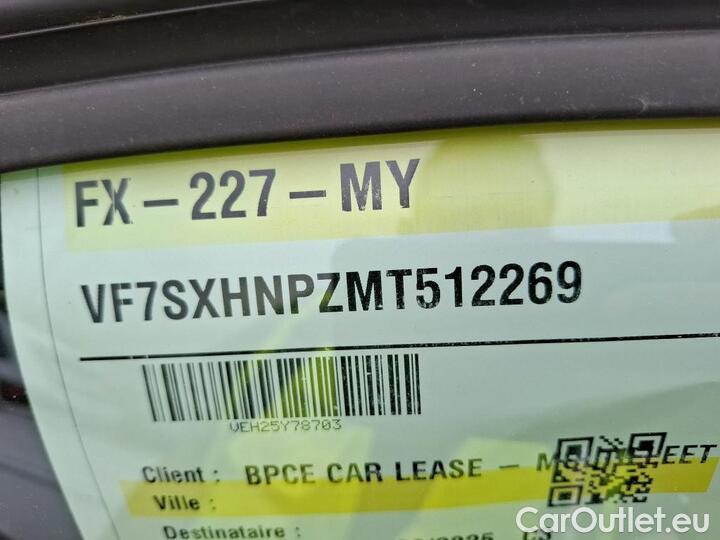 FX-227-MY
VF7SXHNPZMT512269
VEH25Y78703
Client : BPCE CAR LEASE -
Ville :
Destinataire :
CarOutlet.eu